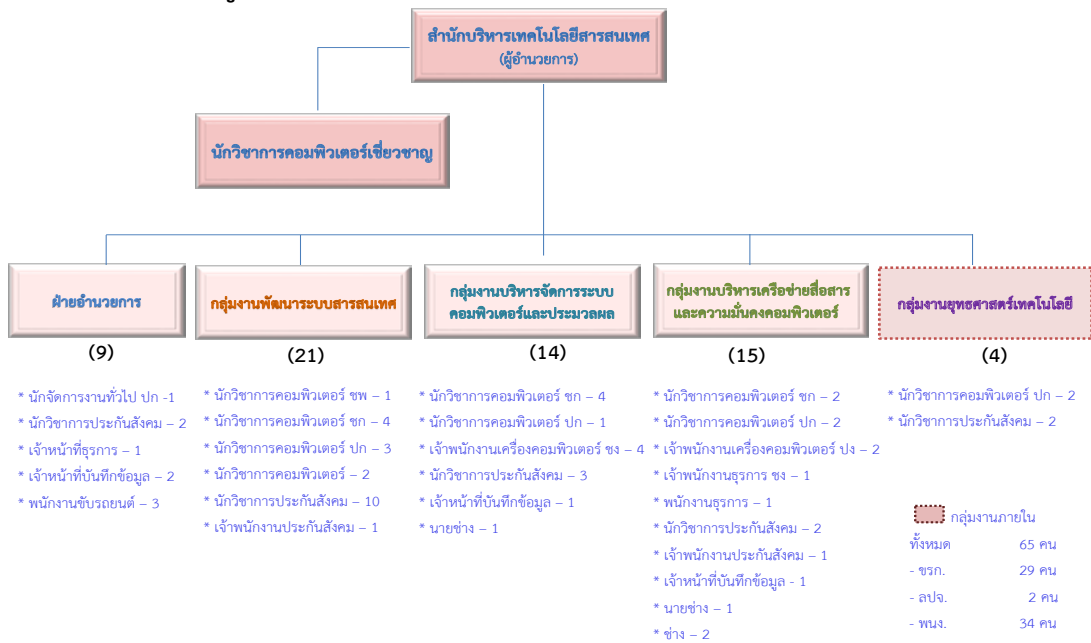 สำนักบริหารเทคโนโลยีสารสนเทศ
(ผู้อำนวยการ)
นักวิชาการคอมพิวเตอร์เชี่ยวชาญ
ฝ่ายอำนวยการ
(9)
* นักจัดการงานทั่วไป ปก -1
* นักวิชาการประกันสังคม – 2
* เจ้าหน้าที่ธุรการ – 1
* เจ้าหน้าที่บันทึกข้อมูล – 2
* พนักงานขับรถยนต์ – 3
กลุ่มงานพัฒนาระบบสารสนเทศ
(21)
* นักวิชาการคอมพิวเตอร์ ชพ – 1
* นักวิชาการคอมพิวเตอร์ ชก – 4
* นักวิชาการคอมพิวเตอร์ ปก – 3
* นักวิชาการคอมพิวเตอร์ – 2
* นักวิชาการประกันสังคม – 10
* เจ้าพนักงานประกันสังคม – 1
กลุ่มงานบริหารจัดการระบบ
คอมพิวเตอร์และประมวลผล
(14)
* นักวิชาการคอมพิวเตอร์ ชก – 4
* นักวิชาการคอมพิวเตอร์ ปก – 1
* เจ้าพนักงานเครื่องคอมพิวเตอร์ ชง – 4
* นักวิชาการประกันสังคม – 3
* เจ้าหน้าที่บันทึกข้อมูล – 1
* นายช่าง – 1
กลุ่มงานบริหารเครือข่ายสื่อสาร
และความมั่นคงคอมพิวเตอร์
(15)
* นักวิชาการคอมพิวเตอร์ ชก – 2
* นักวิชาการคอมพิวเตอร์ ปก – 2
* เจ้าพนักงานเครื่องคอมพิวเตอร์ ปง – 2
* เจ้าพนักงานธุรการ ชง – 1
* พนักงานธุรการ – 1
* นักวิชาการประกันสังคม – 2
* เจ้าพนักงานประกันสังคม – 1
* เจ้าหน้าที่บันทึกข้อมูล - 1
* นายช่าง – 1
* ช่าง – 2
กลุ่มงานยุทธศาสตร์เทคโนโลยี
(4)
* นักวิชาการคอมพิวเตอร์ ปก – 2
* นักวิชาการประกันสังคม – 2
กลุ่มงานภายใน
ทั้งหมด 65 คน
- ขรก. 29 คน
- ลปจ. 2 คน
- พนง. 34 คน